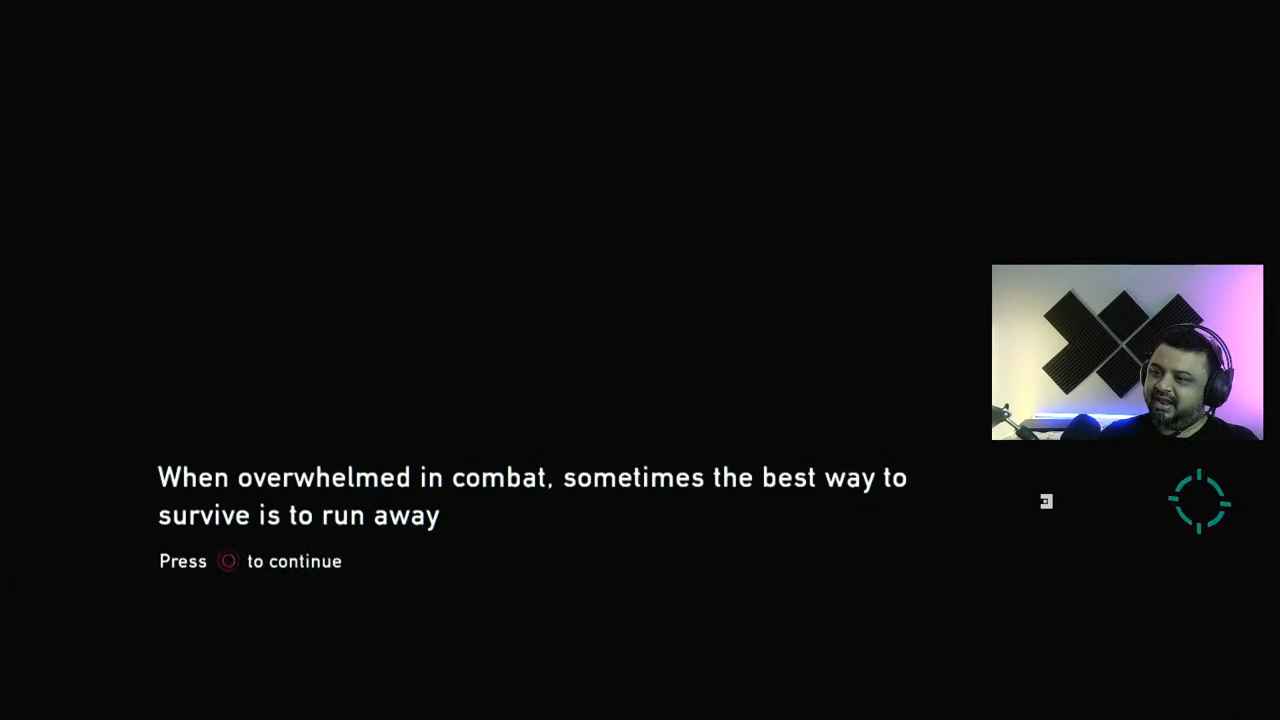 When overwhelmed in combat, sometimes the best way to
survive is to run away
Press to continue